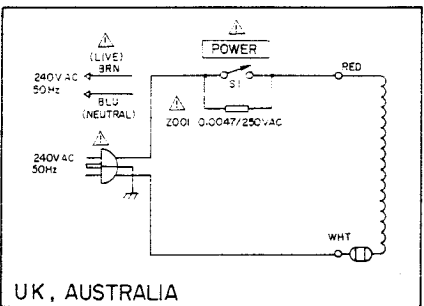 POWER
(LIVE)
BRN
240V AC
50Hz
BLU
(NEUTRAL)
S1
RED
Z001 0.0047/250VAC
240V AC
50Hz
WHT
UK, AUSTRALIA